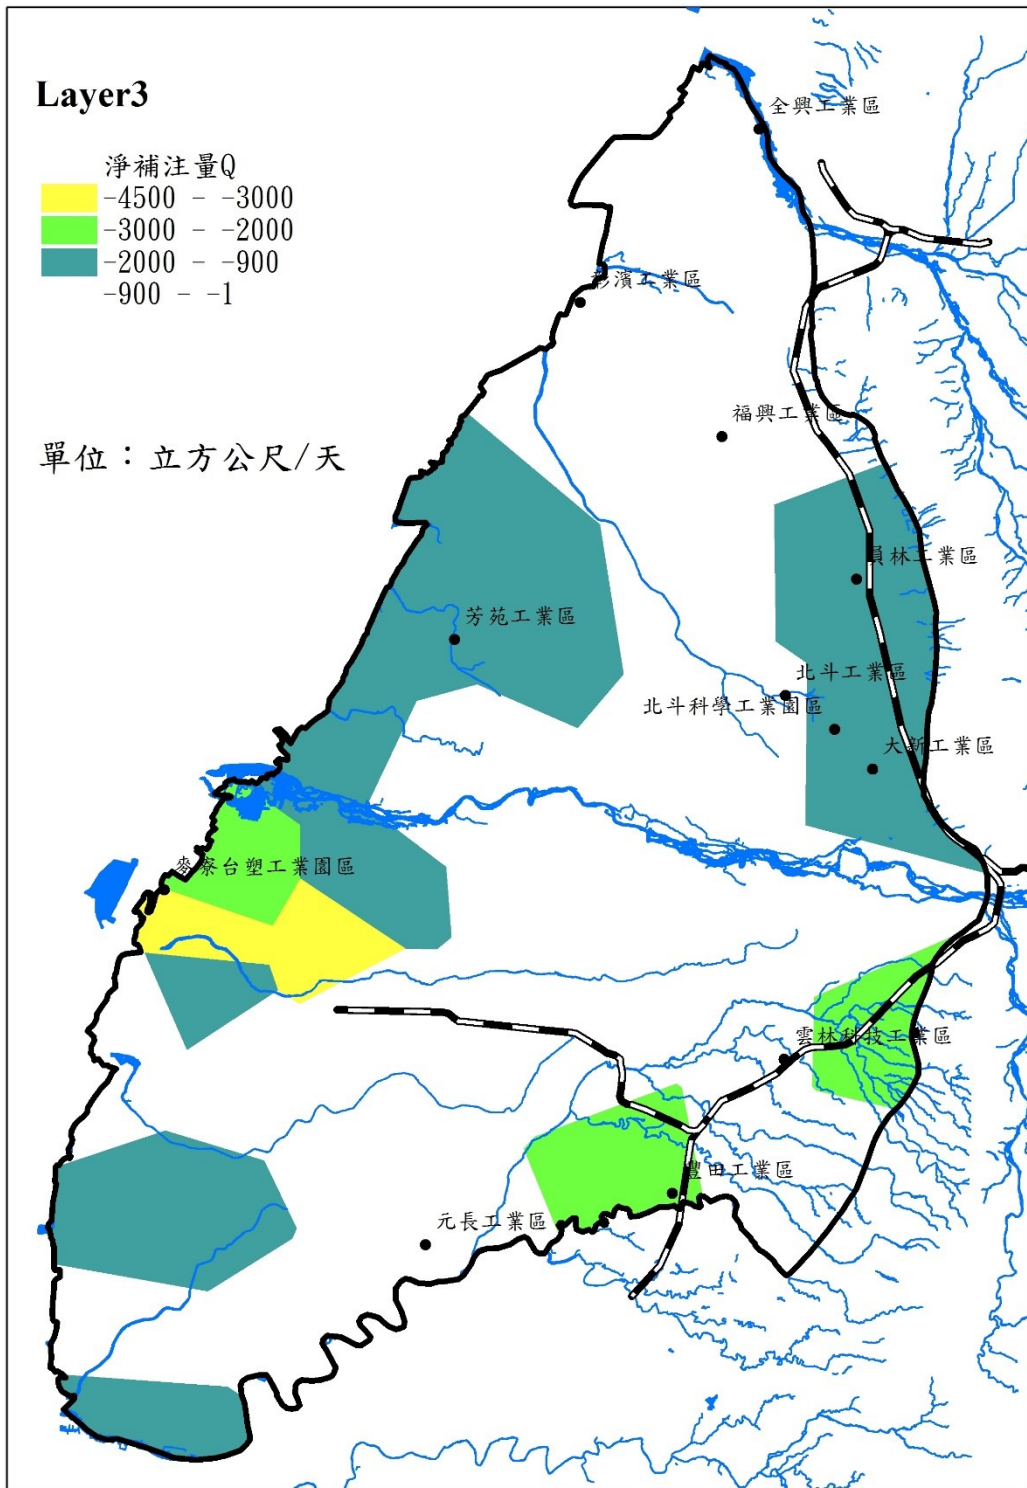 Layer3
淨補注量Q
-4500 - -3000
-3000 - -2000
-2000 - -900
-900 - -1
單位：立方公尺/天
全興工業區
彰濱工業區
福興工業區
員林工業區
芳苑工業區
北斗工業區
北斗科學工業園區
大新工業區
麥寮台塑工業園區
雲林科技工業區
豐田工業區
元長工業區